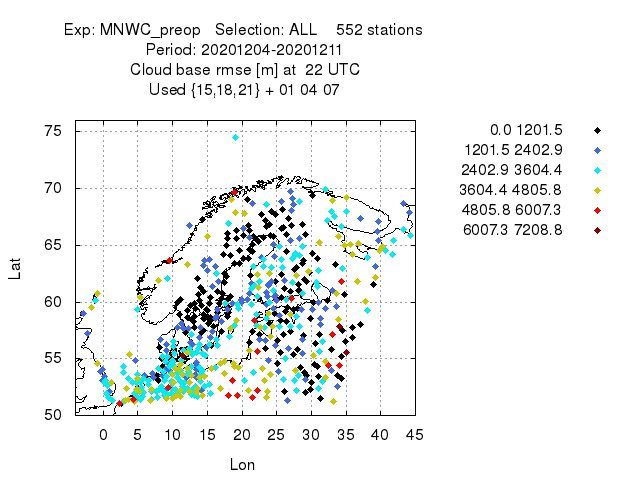 Exp: MNWC_preop   Selection: ALL    552 stations
Period: 20201204-20201211
Cloud base rmse [m] at  22 UTC
Used {15,18,21} + 01 04 07
0.0 1201.5
1201.5 2402.9
2402.9 3604.4
3604.4 4805.8
4805.8 6007.3
6007.3 7208.8
75
70
65
60
55
50
Lat
0 5 10 15 20 25 30 35 40 45
Lon